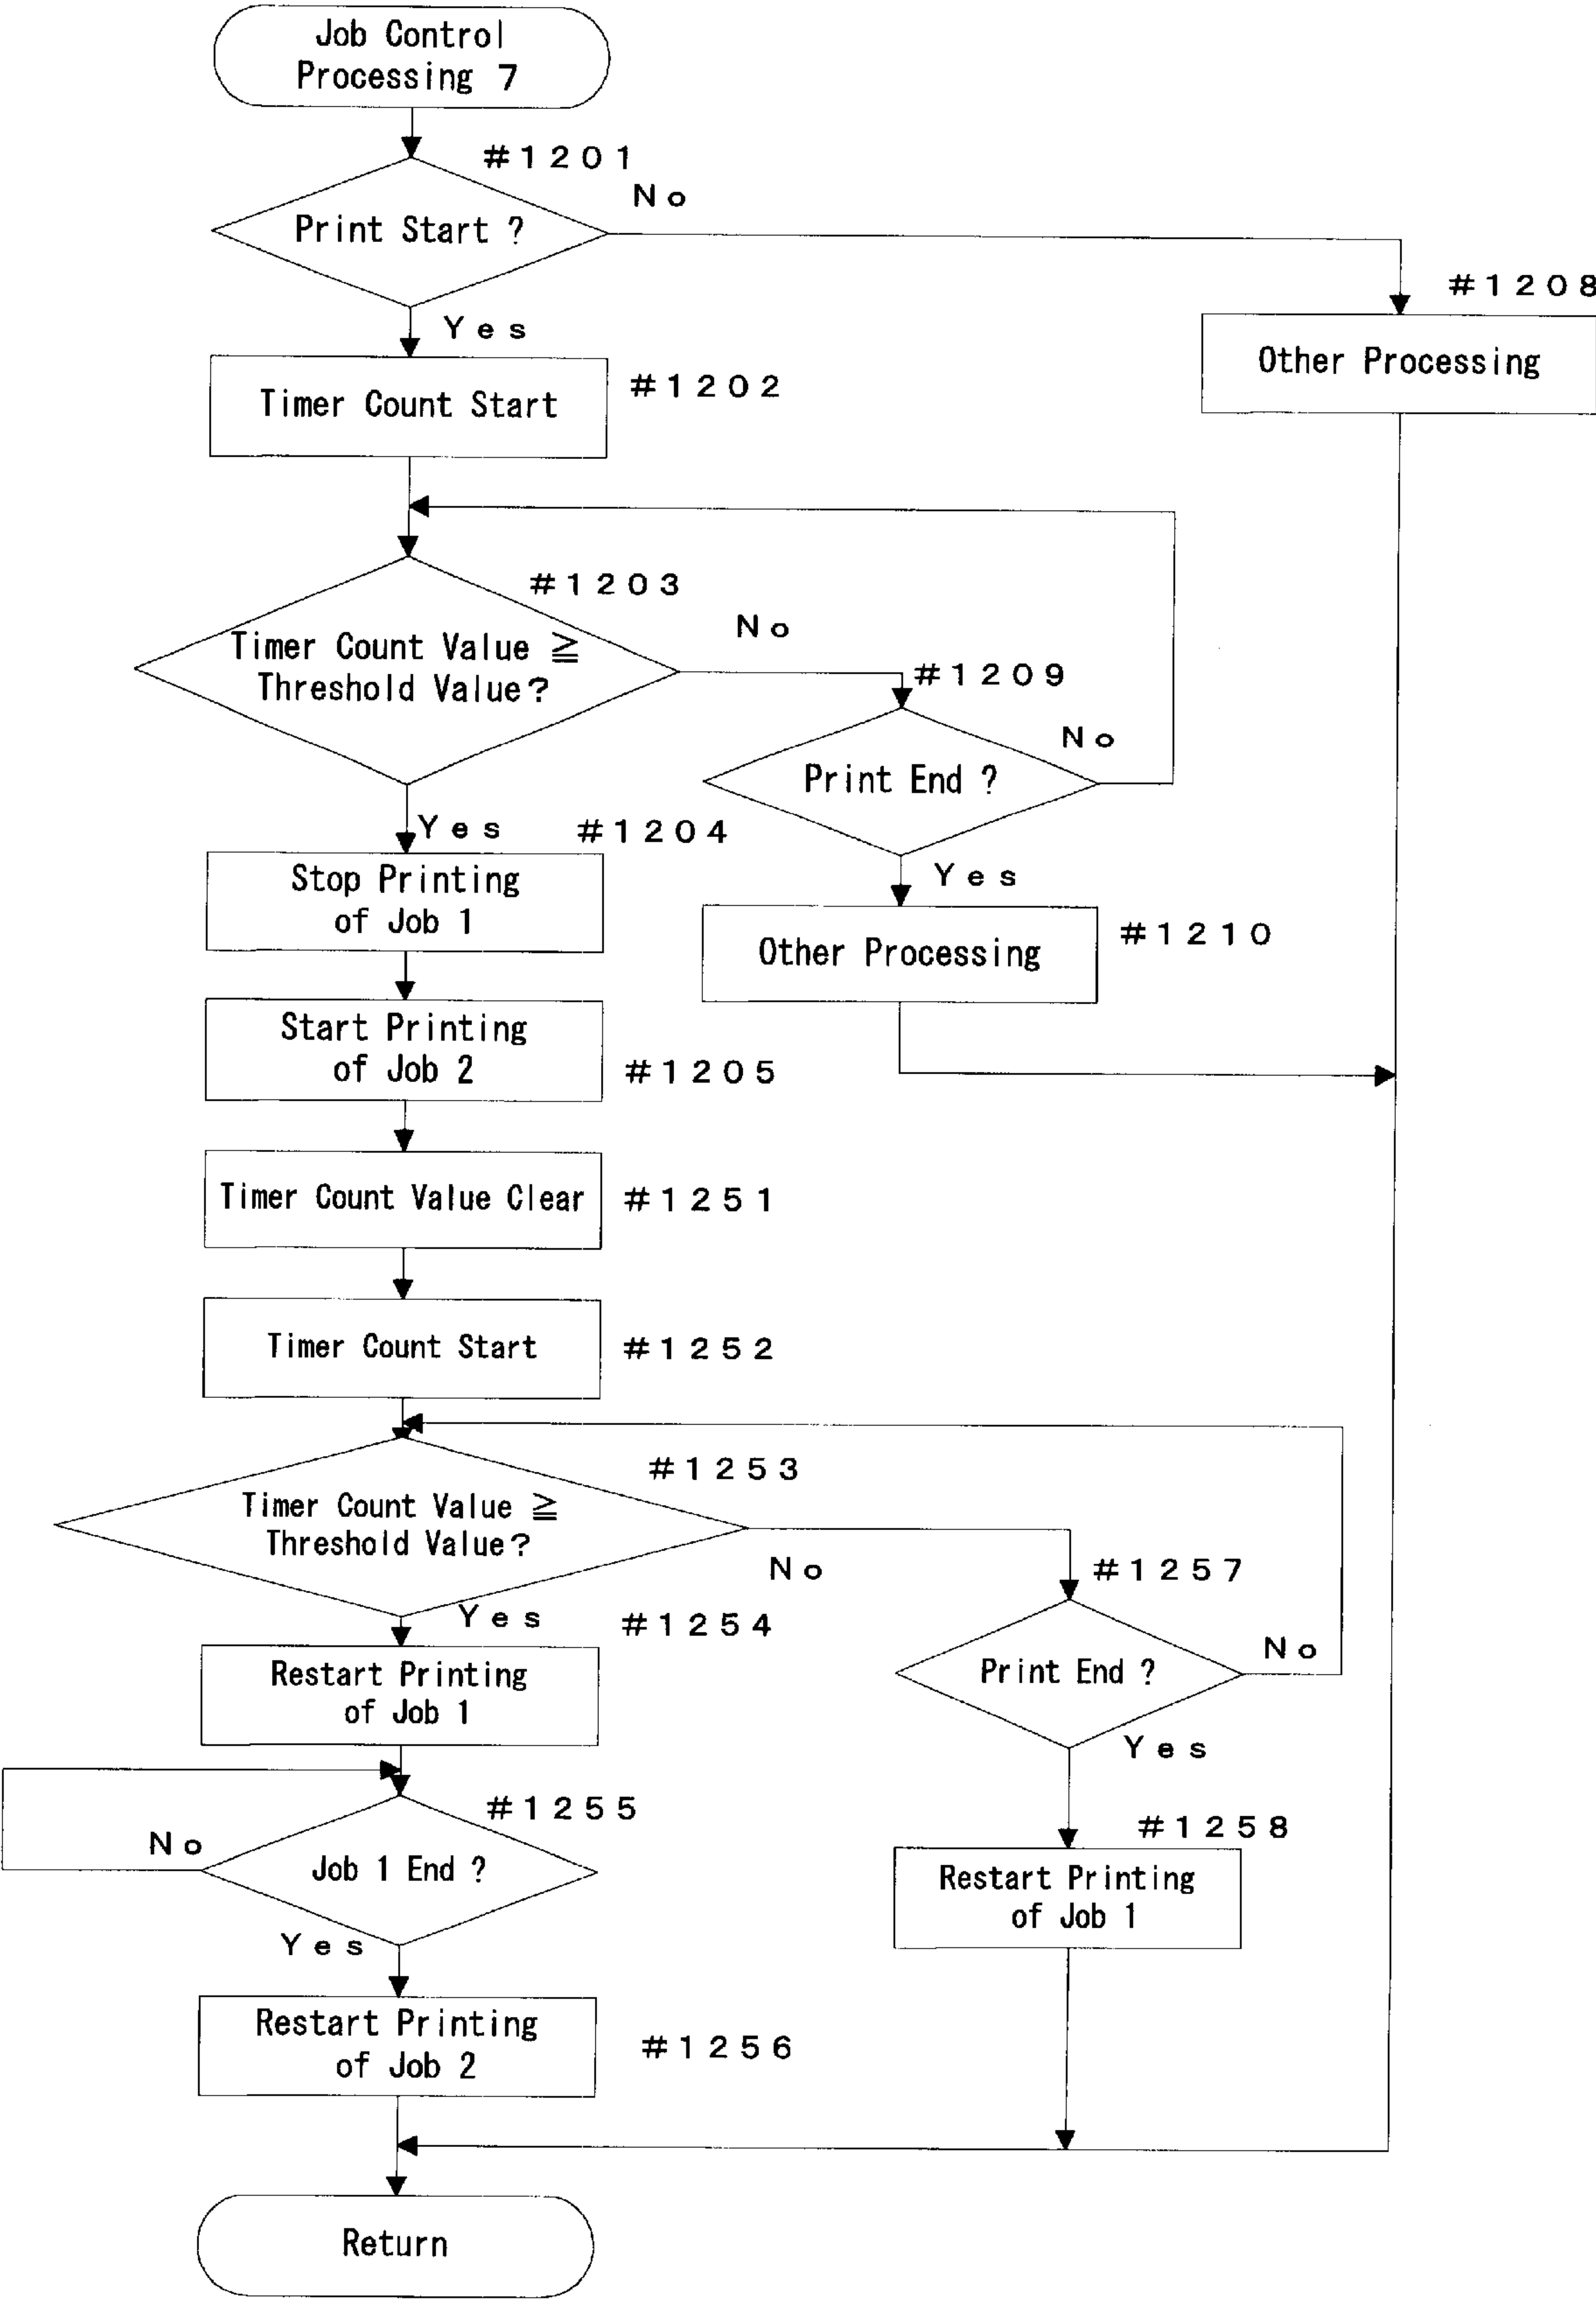 Job Control
Processing 7
#1201
No
Print Start ?
#1208
Yes
Other Processing
#1202
Timer Count Start
#1203
No
Timer Count Value ≧
Threshold Value?
#1209
No
Print End ?
Yes
#1204
Stop Printing
of Job 1
Yes
#1210
Other Processing
Start Printing
of Job 2
#1205
Timer Count Value Clear
#1251
Timer Count Start
#1252
#1253
Timer Count Value ≧
Threshold Value?
No
#1257
Yes
#1254
No
Print End ?
Restart Printing
of Job 1
Yes
#1255
No
Job 1 End ?
#1258
Restart Printing
of Job 1
Yes
Restart Printing
of Job 2
#1256
Return